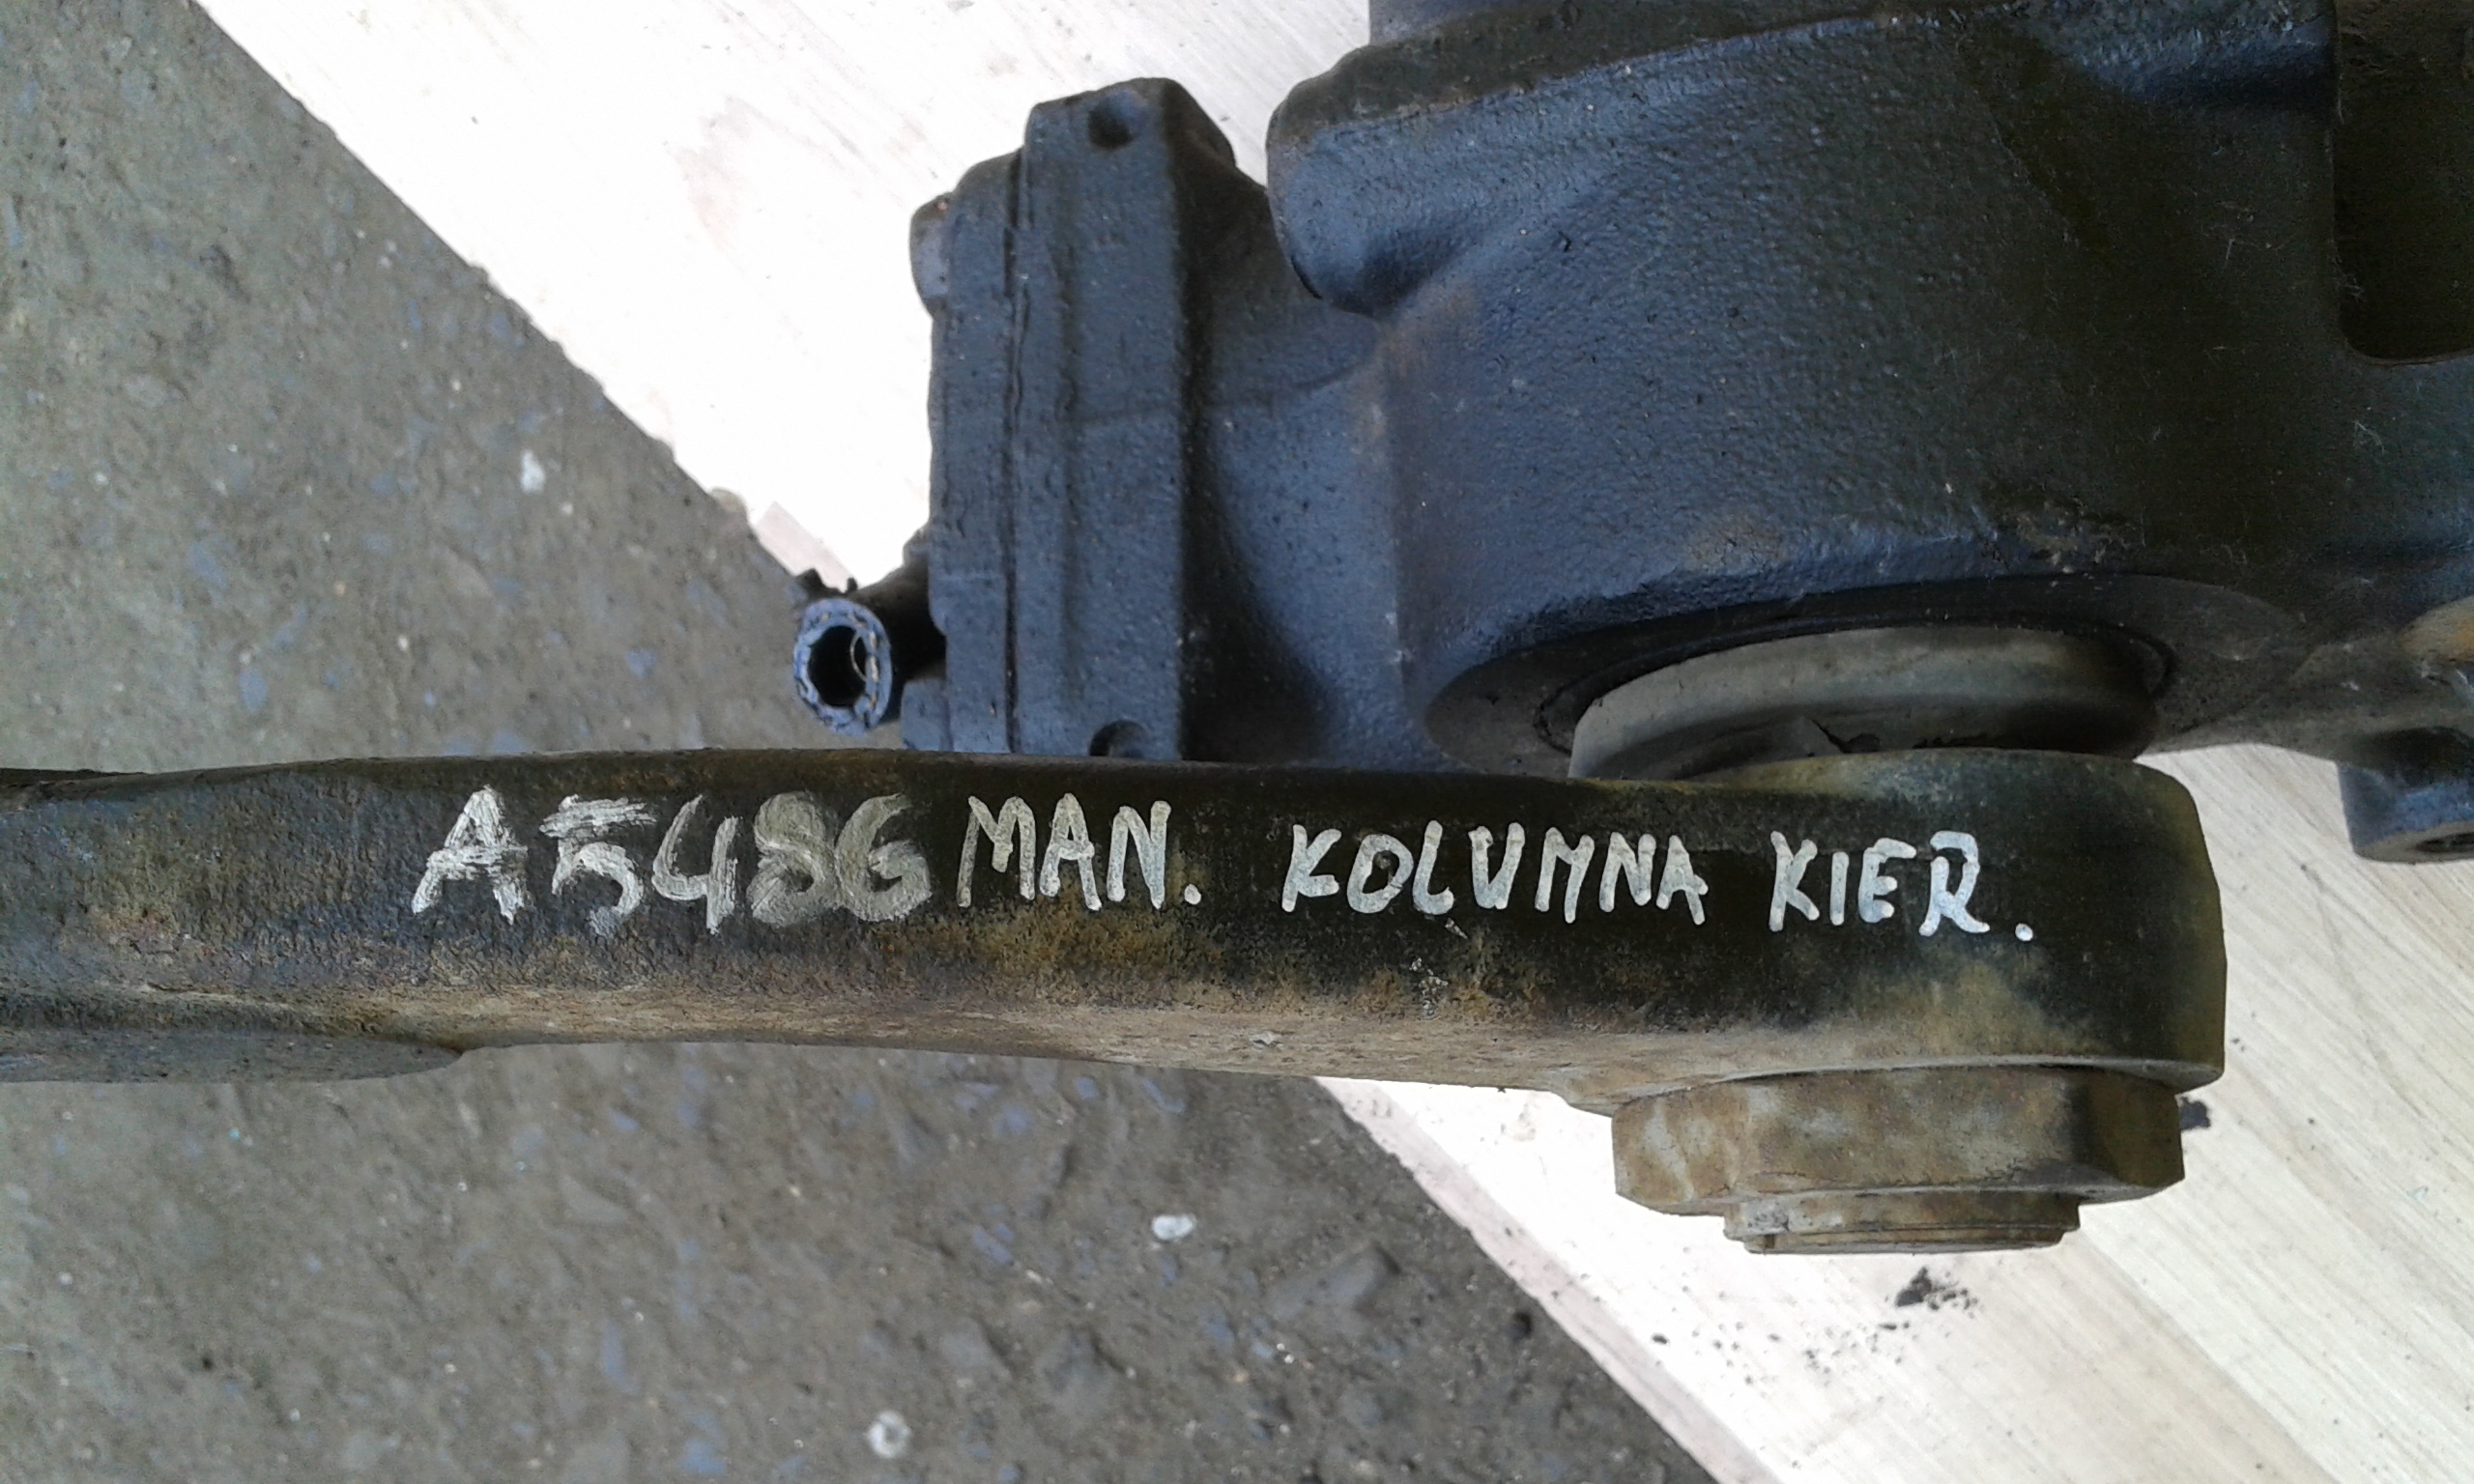 A5486 MAN. KOLUMNA KIER.